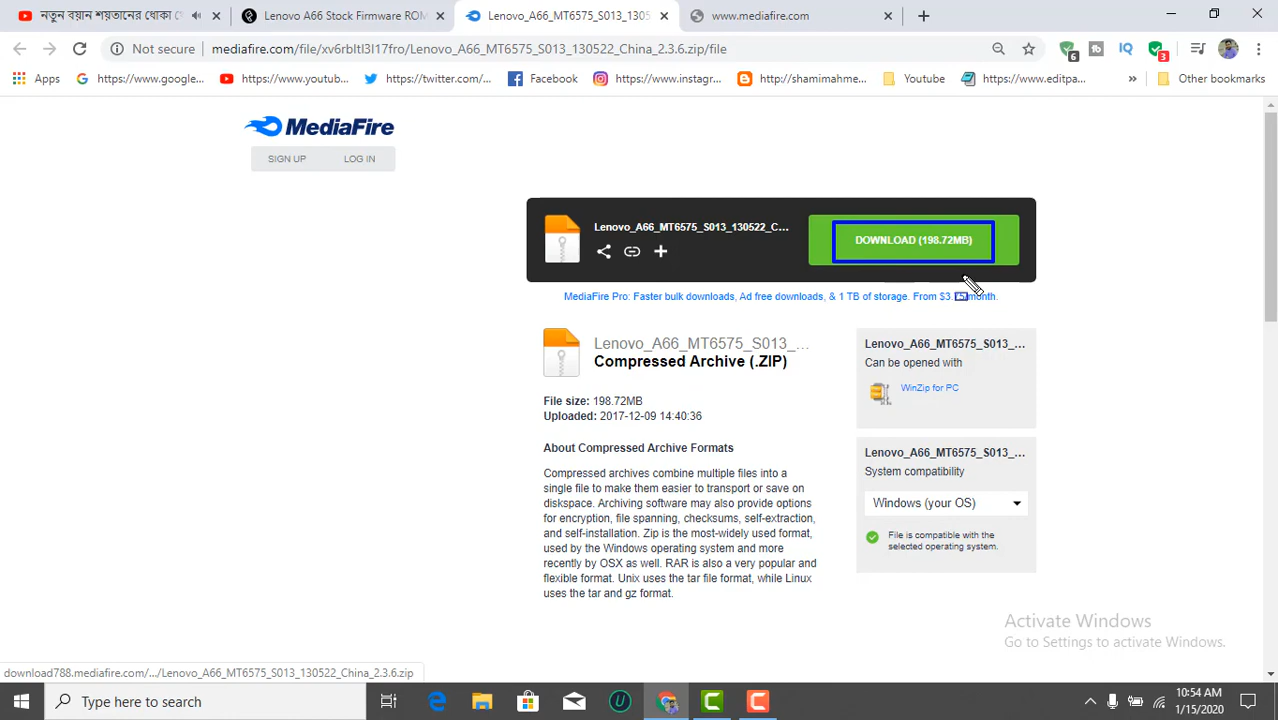 নতুন বয়ান শয়তানের ধোকা থে
Lenovo A66 Stock Firmware ROM
Lenovo_A66_MT6575_S013_1305
www.mediafire.com
Not secure
mediafire.com/file/xv6rbltl3l17fro/Lenovo_A66_MT6575_S013_130522_China_2.3.6.zip/file
6
3
Apps
https://www.google...
https://www.youtub...
https://twitter.com/...
Facebook
https://www.instagr...
http://shamimahme...
Youtube
https://www.editpa...
»
Other bookmarks
MediaFire
SIGN UP
LOG IN
Lenovo_A66_MT6575_S013_130522_C...
DOWNLOAD (198.72MB)
MediaFire Pro: Faster bulk downloads, Ad free downloads, & 1 TB of storage. From $3.75/month.
Lenovo_A66_MT6575_S013_...
Compressed Archive (.ZIP)
File size: 198.72MB
Uploaded: 2017-12-09 14:40:36
About Compressed Archive Formats
Compressed archives combine multiple files into a
single file to make them easier to transport or save on
diskspace. Archiving software may also provide options
for encryption, file spanning, checksums, self-extraction,
and self-installation. Zip is the most-widely used format,
used by the Windows operating system and more
recently by OSX as well. RAR is also a very popular and
flexible format. Unix uses the tar file format, while Linux
uses the tar and gz format.
Lenovo_A66_MT6575_S013_...
Can be opened with
WinZip for PC
Lenovo_A66_MT6575_S013_...
System compatibility
Windows (your OS)
File is compatible with the
selected operating system.
Activate Windows
Go to Settings to activate Windows.
download788.mediafire.com/.../Lenovo_A66_MT6575_S013_130522_China_2.3.6.zip
Type here to search
10:54 AM
1/15/2020